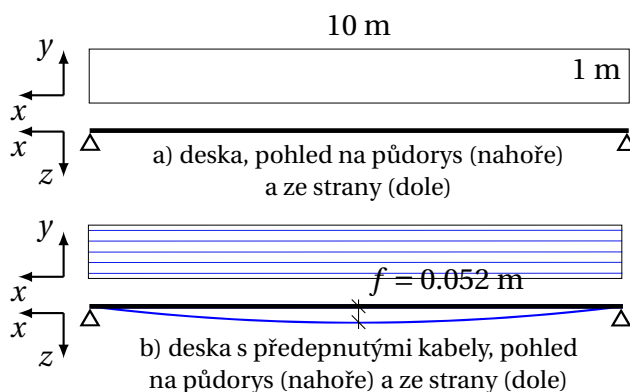 10 m
y
1 m
x
x
z
a) deska, pohled na půdorys (nahoře)
a ze strany (dole)
y
x
f = 0.052 m
x
z
b) deska s předepnutými kabely, pohled
na půdorys (nahoře) a ze strany (dole)